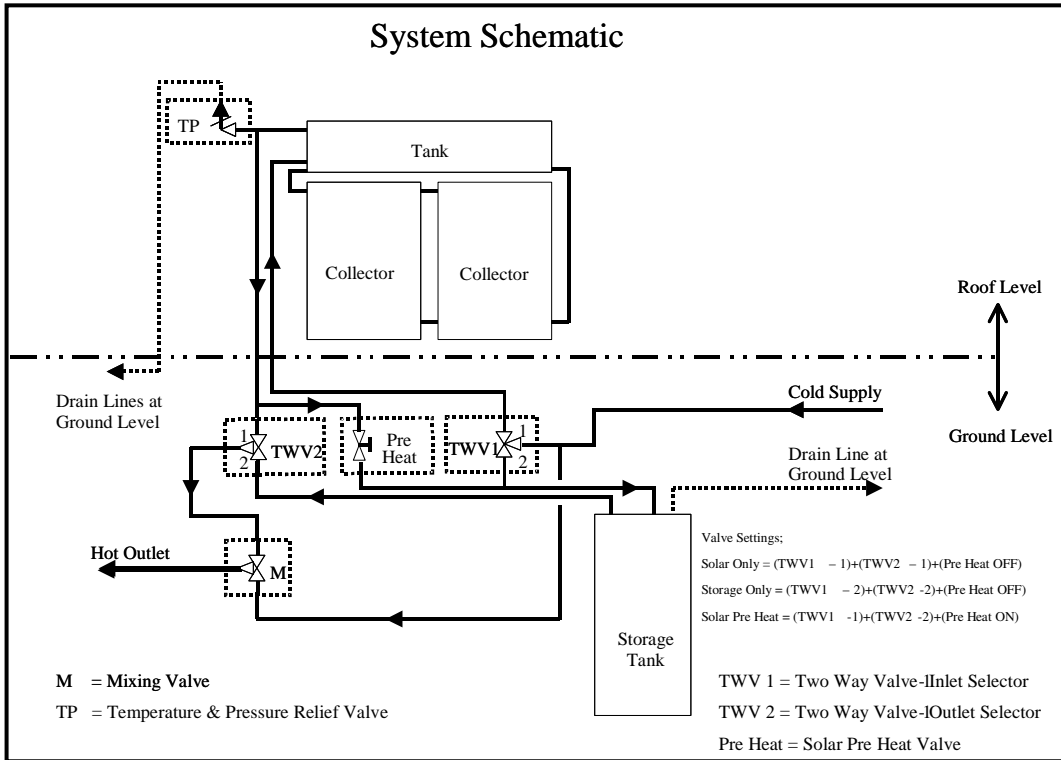 System Schematic
TP
Tank
Collector
Collector
Roof Level
Drain Lines at
Ground Level
Cold Supply
Ground Level
1
2
TWV2
Pre
Heat
TWV1
1
2
Drain Line at
Ground Level
Hot Outlet
M
Valve Settings;
Solar Only = (TWV1 – 1)+(TWV2 – 1)+(Pre Heat OFF)
Storage Only = (TWV1 – 2)+(TWV2 -2)+(Pre Heat OFF)
Solar Pre Heat = (TWV1 -1)+(TWV2 -2)+(Pre Heat ON)
Storage
Tank
M = Mixing Valve
TP = Temperature & Pressure Relief Valve
TWV 1 = Two Way Valve-lInlet Selector
TWV 2 = Two Way Valve-lOutlet Selector
Pre Heat = Solar Pre Heat Valve